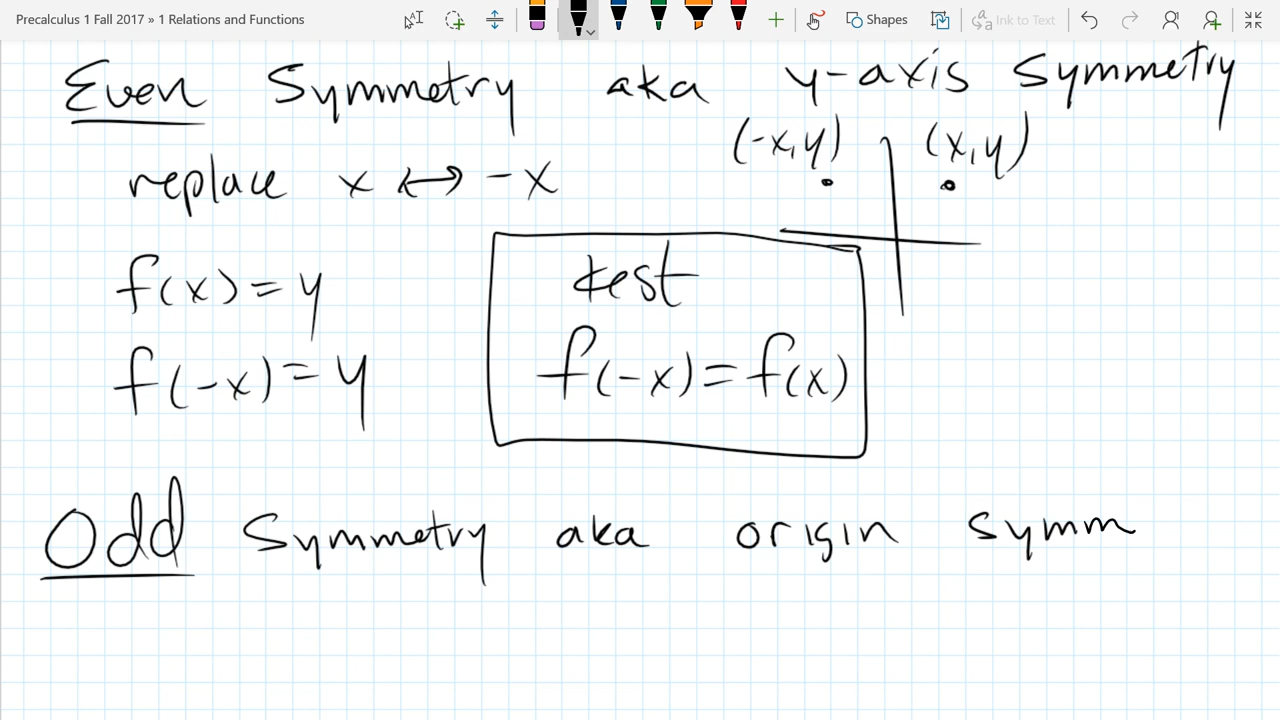 Precalculus 1 Fall 2017 » 1 Relations and Functions
Shapes
Ink to Text
Even Symmetry aka y-axis Symmetry
(-x,y) (x,y)
replace x ↔ -x
f(x)=y
test
f(-x)=y
f(-x)=f(x)
Odd Symmetry aka origin symm